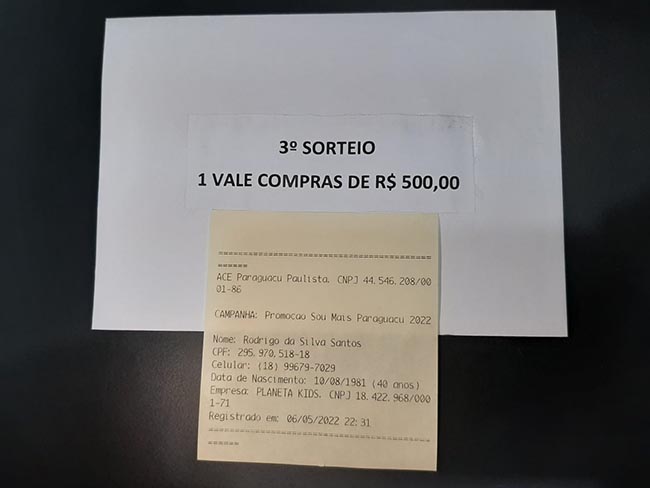 3º SORTEIO
1 VALE COMPRAS DE R$ 500,00
==========================================
======
ACE Paraguacu Paulista. CNPJ 44.546.208/00
01-86
CAMPANHA: Promocao Sou Mais Paraguacu 2022
Nome: Rodrigo da Silva Santos
CPF: 295.970.518-18
Celular: (18) 99679-7029
Data de Nascimento: 10/08/1981 (40 anos)
Empresa: PLANETA KIDS. CNPJ 18.422.968/000
1-71
Registrado em: 06/05/2022 22:31
==========================================
======